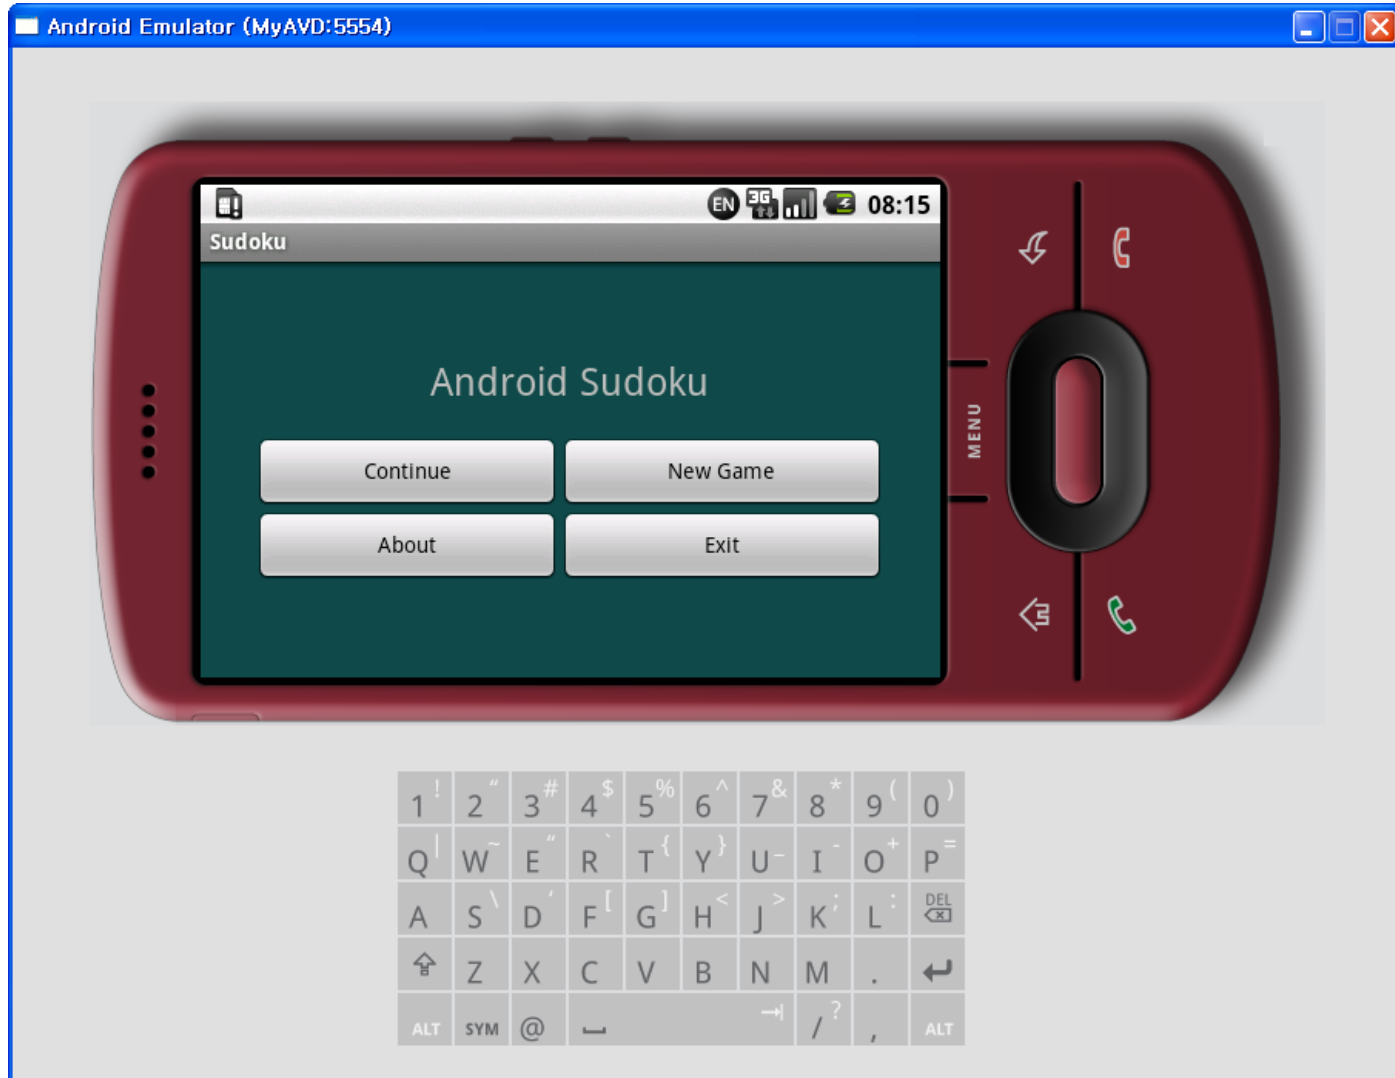 Android Emulator (MyAVD:5554)
EN 3G 08:15
Sudoku
Android Sudoku
Continue New Game
About Exit
MENU
1 ! 2 “ 3 # 4 $ 5 % 6 ^ 7 & 8 * 9 ( 0 )
Q | W ~ E “ R ` T { Y } U _ I - O + P =
A S \ D ‘ F [ G ] H < J > K ; L : DEL
Z X C V B N M .
ALT SYM @ / ? , ALT